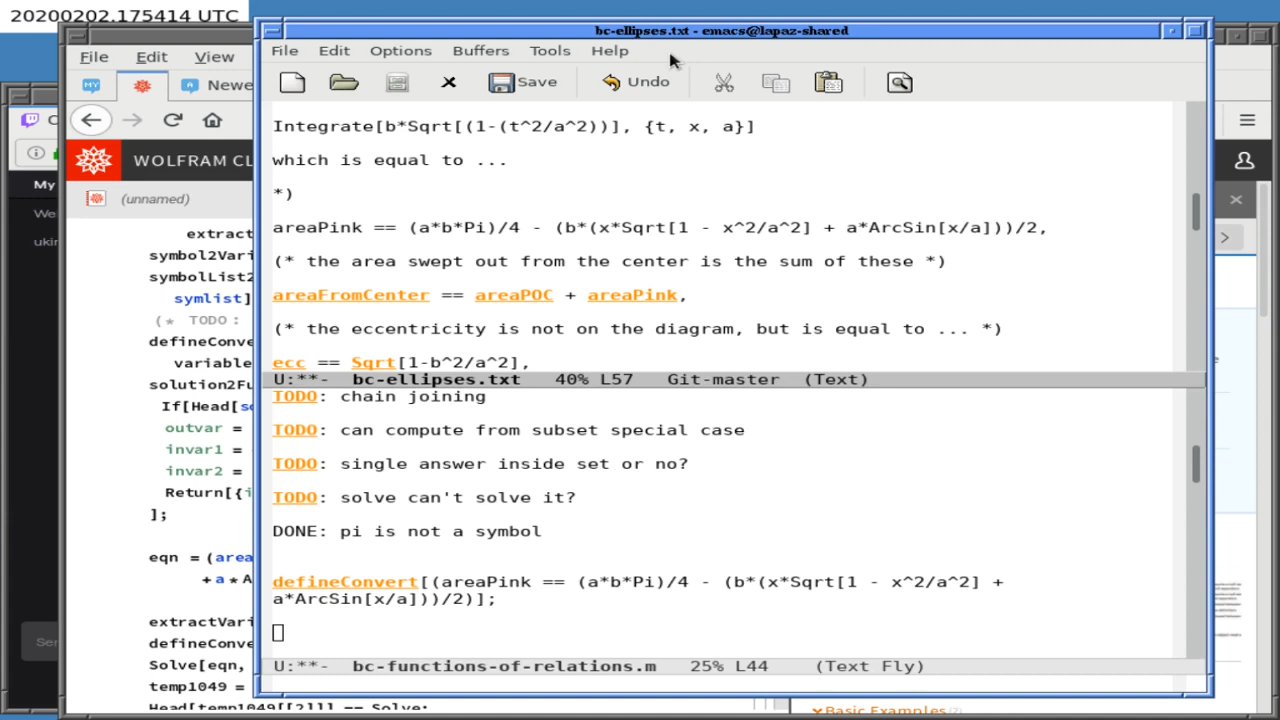 20200202.175414 UTC
bc-ellipses.txt - emacs@lapaz-shared
File Edit Options Buffers Tools Help
Save Undo
Integrate[b*Sqrt[(1-(t^2/a^2))], {t, x, a}]
which is equal to ...
*)
areaPink == (a*b*Pi)/4 - (b*(x*Sqrt[1 - x^2/a^2] + a*ArcSin[x/a]))/2,
(* the area swept out from the center is the sum of these *)
areaFromCenter == areaPOC + areaPink,
(* the eccentricity is not on the diagram, but is equal to ... *)
ecc == Sqrt[1-b^2/a^2],
U:**- bc-ellipses.txt 40% L57 Git-master (Text)
TODO: chain joining
TODO: can compute from subset special case
TODO: single answer inside set or no?
TODO: solve can't solve it?
DONE: pi is not a symbol
defineConvert[(areaPink == (a*b*Pi)/4 - (b*(x*Sqrt[1 - x^2/a^2] +
a*ArcSin[x/a]))/2)];
U:**- bc-functions-of-relations.m 25% L44 (Text Fly)
File Edit View
MY Newe
WOLFRAM CL
(unnamed)
extract
symbol2Vari
symbolList2
symlist]
(* TODO:
defineConv
variable
solution2Fu
If[Head[so
outvar =
invar1 =
invar2 =
Return[{i
];
eqn = (area
+ a * A
extractVari
defineConve
Solve[eqn,
temp1049 =
Head[temp1049[[2]]] == Solve;
My
We
ukin
Sen
Basic Examples (2)